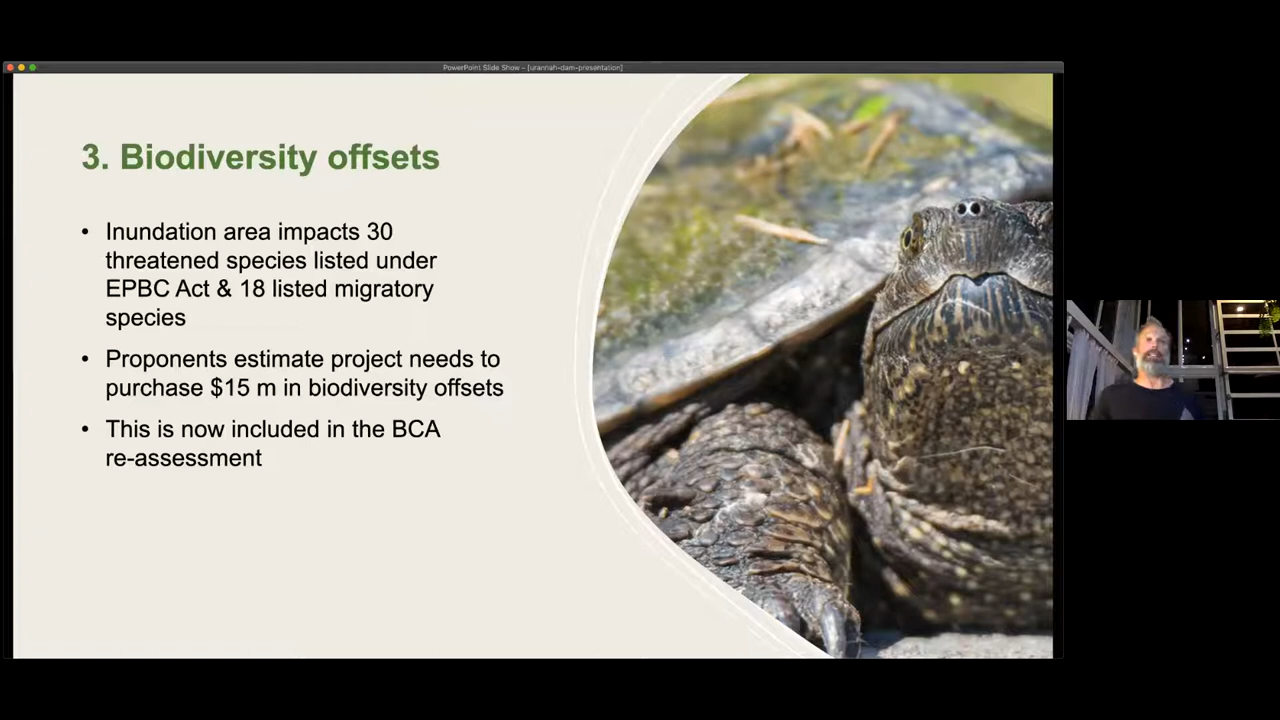 PowerPoint Slide Show - [urannah-dam-presentation]
3. Biodiversity offsets
• Inundation area impacts 30
threatened species listed under
EPBC Act & 18 listed migratory
species
• Proponents estimate project needs to
purchase $15 m in biodiversity offsets
• This is now included in the BCA
re-assessment